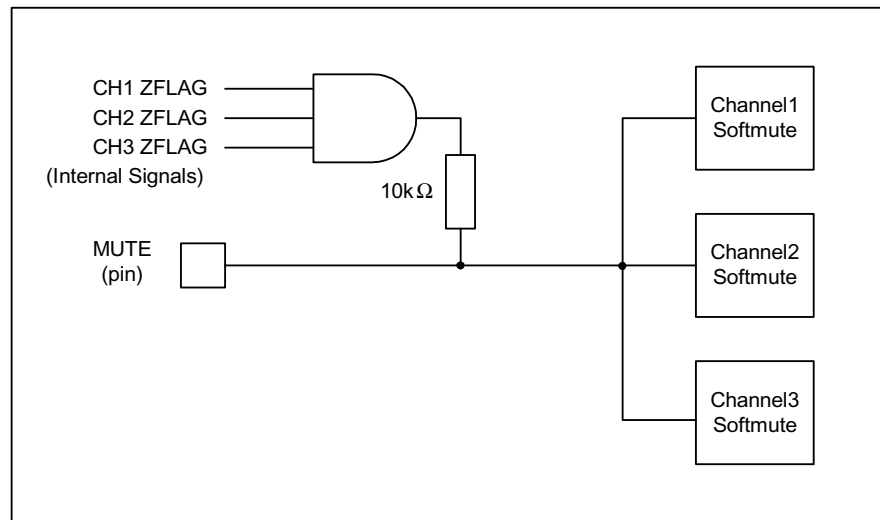 CH1 ZFLAG
CH2 ZFLAG
CH3 ZFLAG
(Internal Signals)
10kΩ
MUTE
(pin)
Channel1
Softmute
Channel2
Softmute
Channel3
Softmute